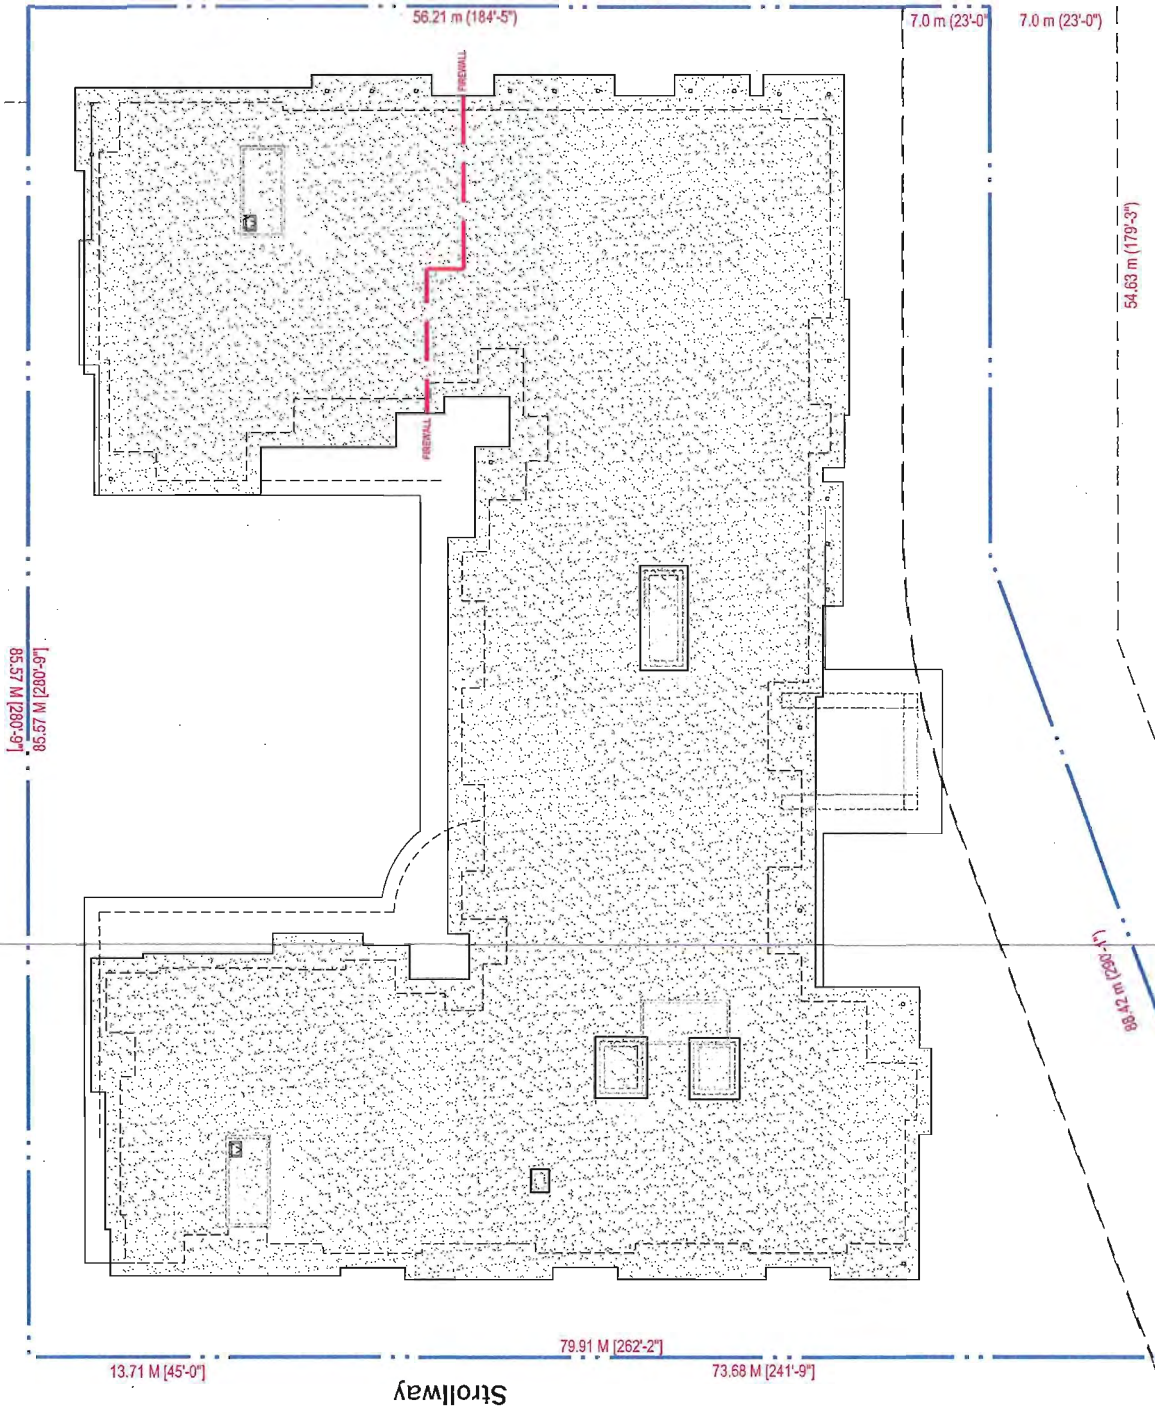 56.21 m (184'-5")
7.0 m (23'-0"
7.0 m (23'-0")
FIREWALL
54.63 m (179'-3")
FIREWALL
85.57 M [280'-9"]
85.57 M [280'-9"]
88.42 m (290'-1")
79.91 M [262'-2"]
13.71 M [45'-0"]
73.68 M [241'-9"]
Strollway